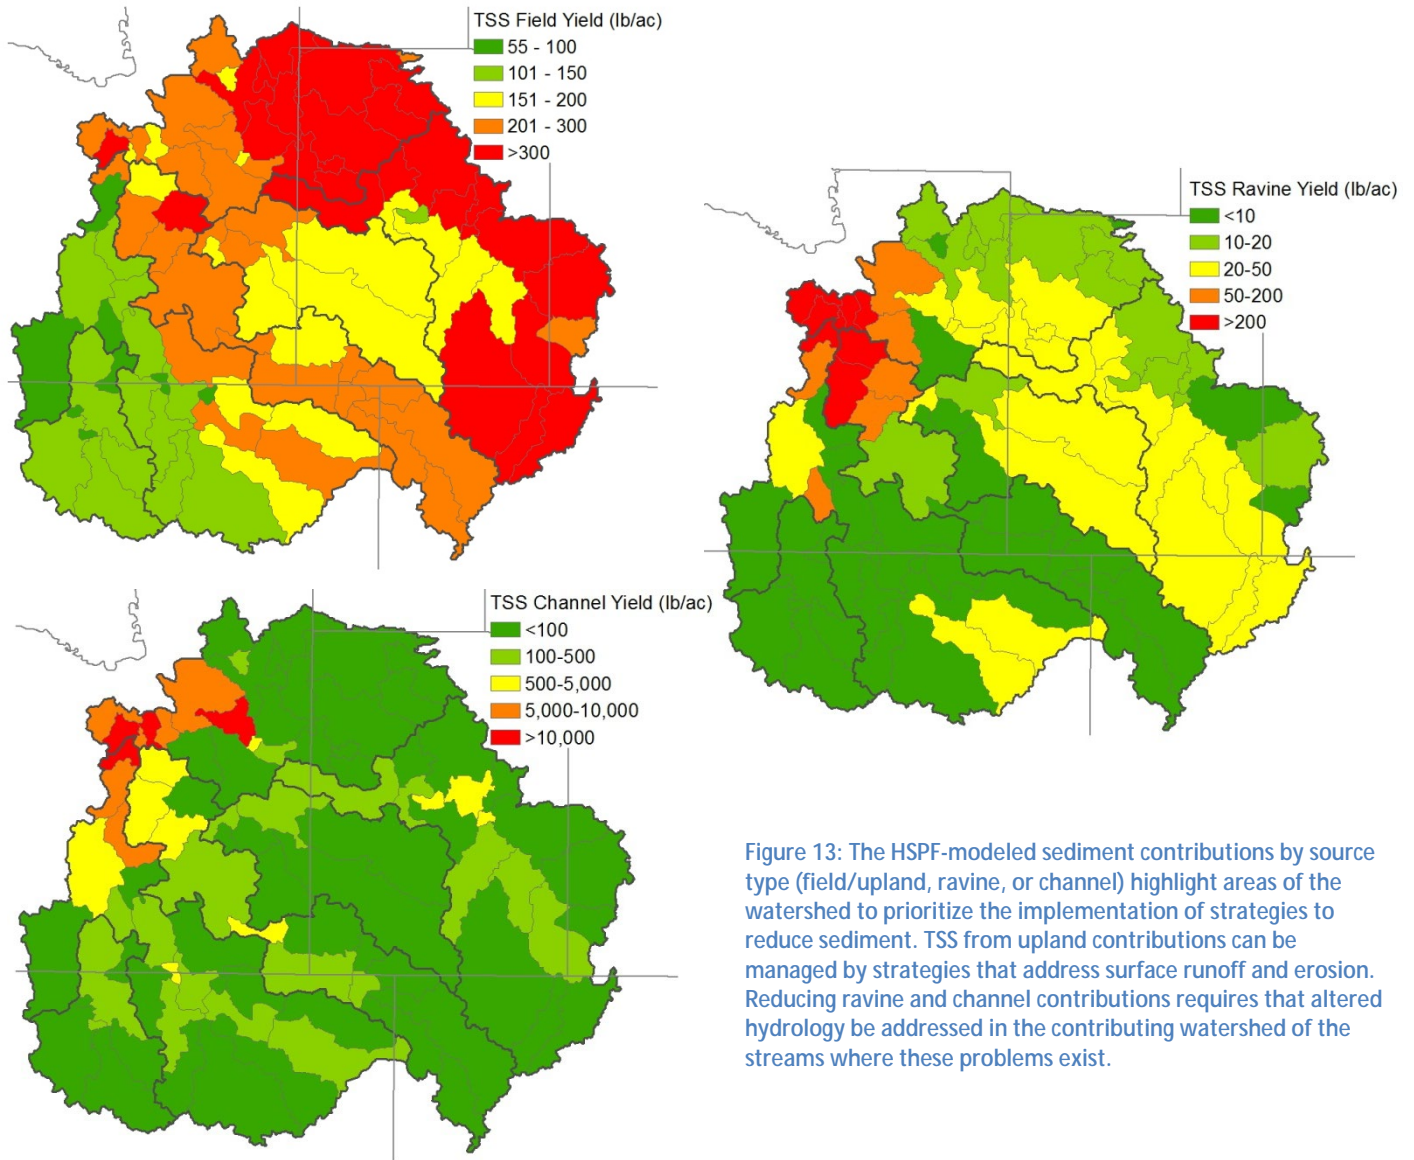 TSS Field Yield (lb/ac)
55 - 100
101 - 150
151 - 200
201 - 300
>300
TSS Ravine Yield (lb/ac)
<10
10-20
20-50
50-200
>200
TSS Channel Yield (lb/ac)
<100
100-500
500-5,000
5,000-10,000
>10,000
Figure 13: The HSPF-modeled sediment contributions by source
type (field/upland, ravine, or channel) highlight areas of the
watershed to prioritize the implementation of strategies to
reduce sediment. TSS from upland contributions can be
managed by strategies that address surface runoff and erosion.
Reducing ravine and channel contributions requires that altered
hydrology be addressed in the contributing watershed of the
streams where these problems exist.